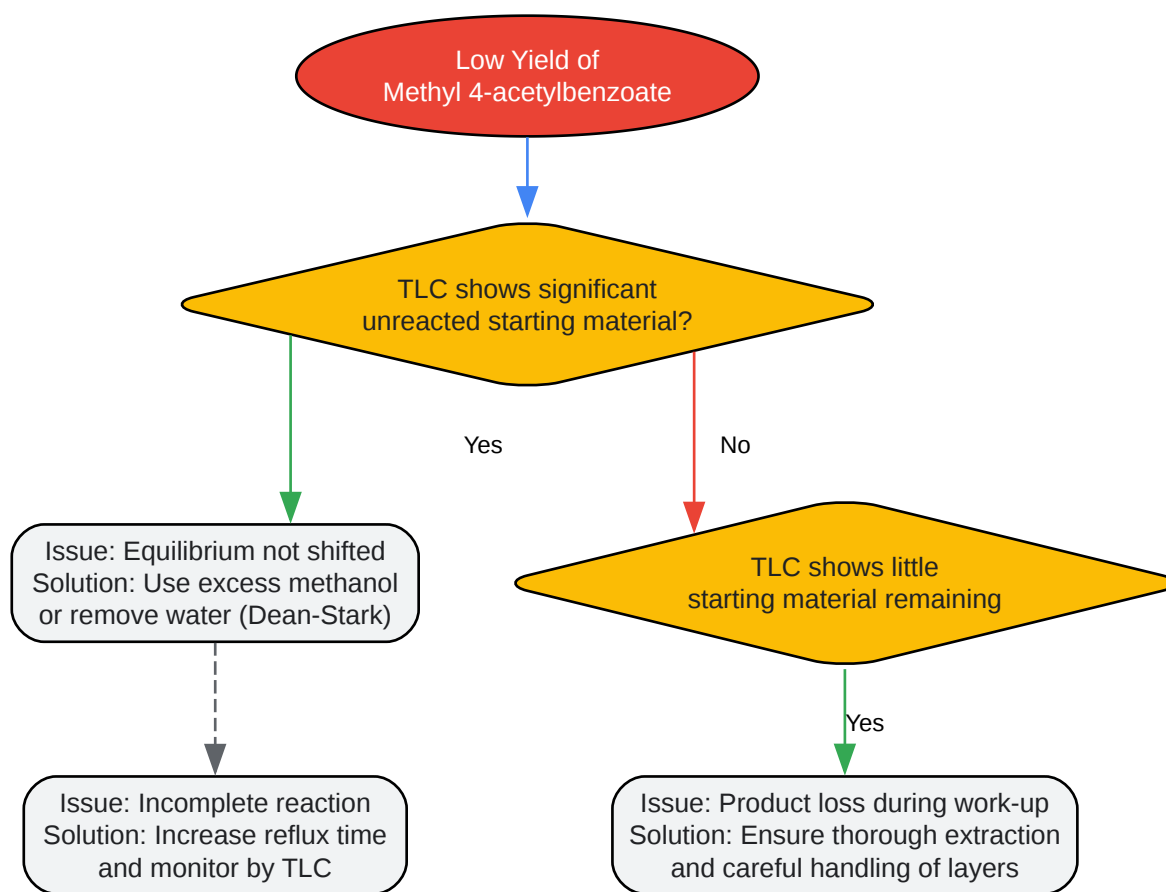 Low Yield of
Methyl 4-acetylbenzoate
TLC shows significant
unreacted starting material?
Yes
No
Issue: Equilibrium not shifted
Solution: Use excess methanol
or remove water (Dean-Stark)
TLC shows little
starting material remaining
Yes
Issue: Incomplete reaction
Solution: Increase reflux time
and monitor by TLC
Issue: Product loss during work-up
Solution: Ensure thorough extraction
and careful handling of layers